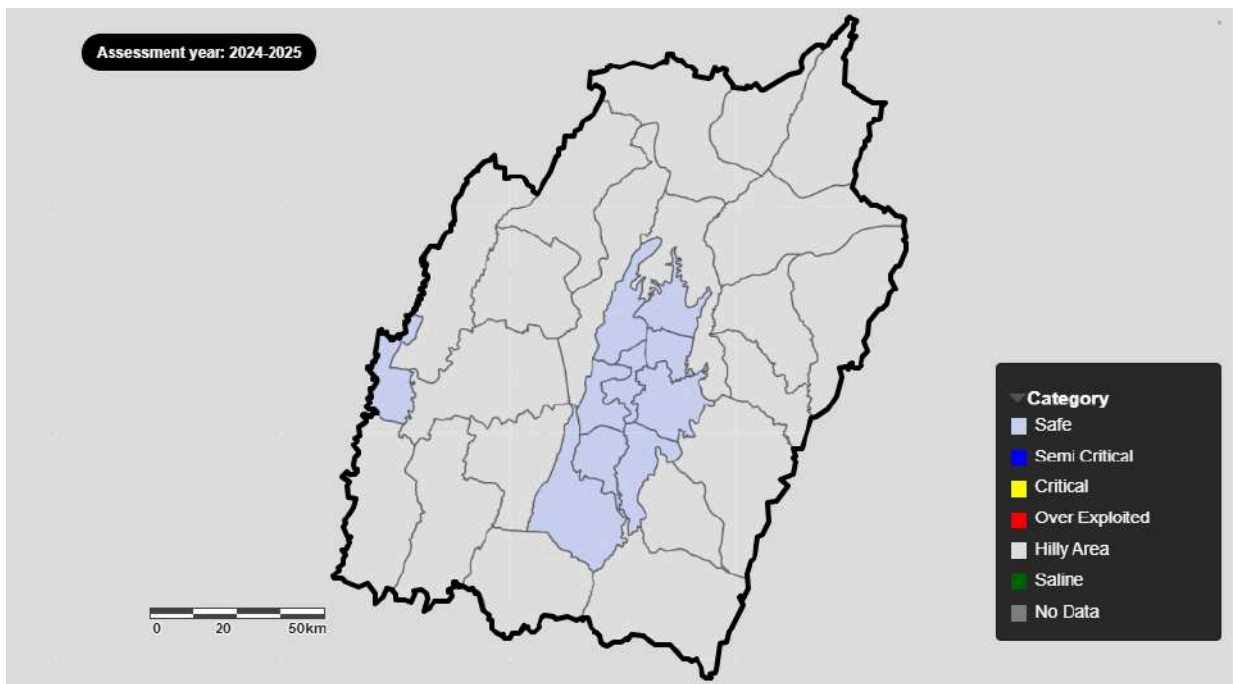 Assessment year: 2024-2025
Category
Safe
Semi Critical
Critical
Over Exploited
Hilly Area
Saline
No Data
0 20 50km